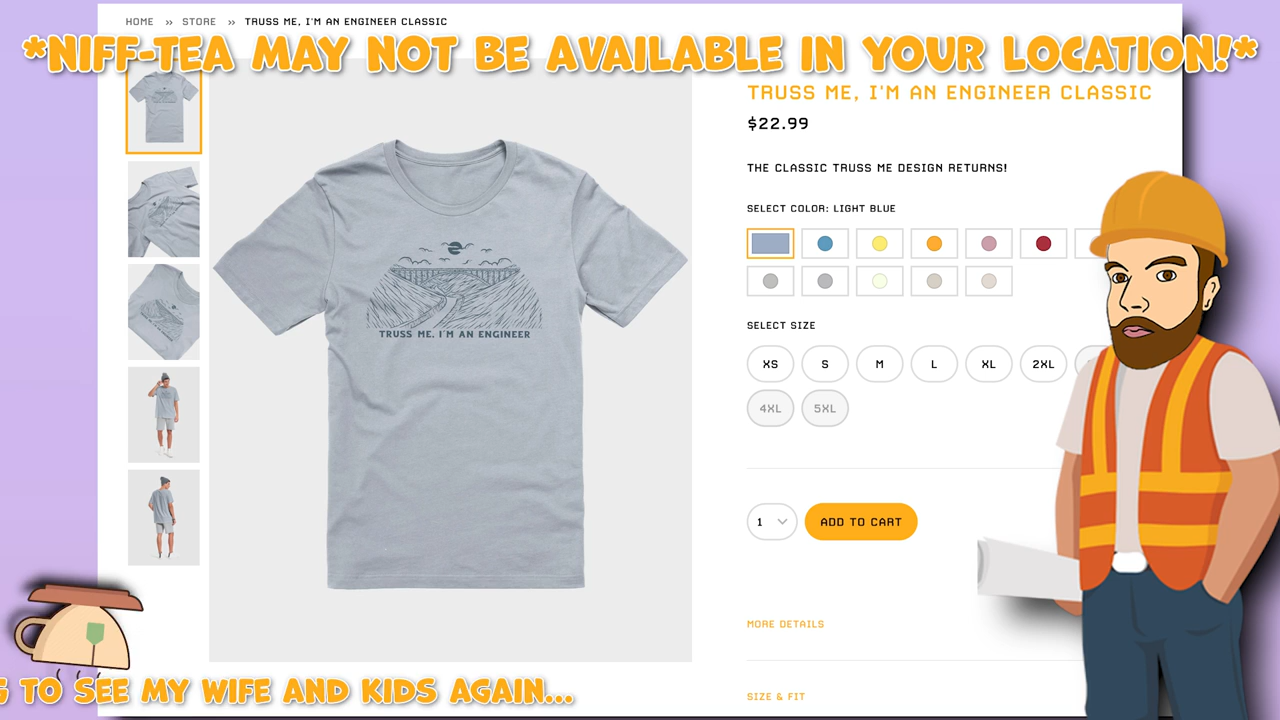 HOME » STORE » TRUSS ME, I'M AN ENGINEER CLASSIC
*NIFF-TEA MAY NOT BE AVAILABLE IN YOUR LOCATION!*
TRUSS ME, I'M AN ENGINEER CLASSIC
$22.99
THE CLASSIC TRUSS ME DESIGN RETURNS!
SELECT COLOR: LIGHT BLUE
TRUSS ME, I'M AN ENGINEER
SELECT SIZE
XS S M L XL 2XL
4XL 5XL
1 ADD TO CART
MORE DETAILS
TO SEE MY WIFE AND KIDS AGAIN...
SIZE & FIT